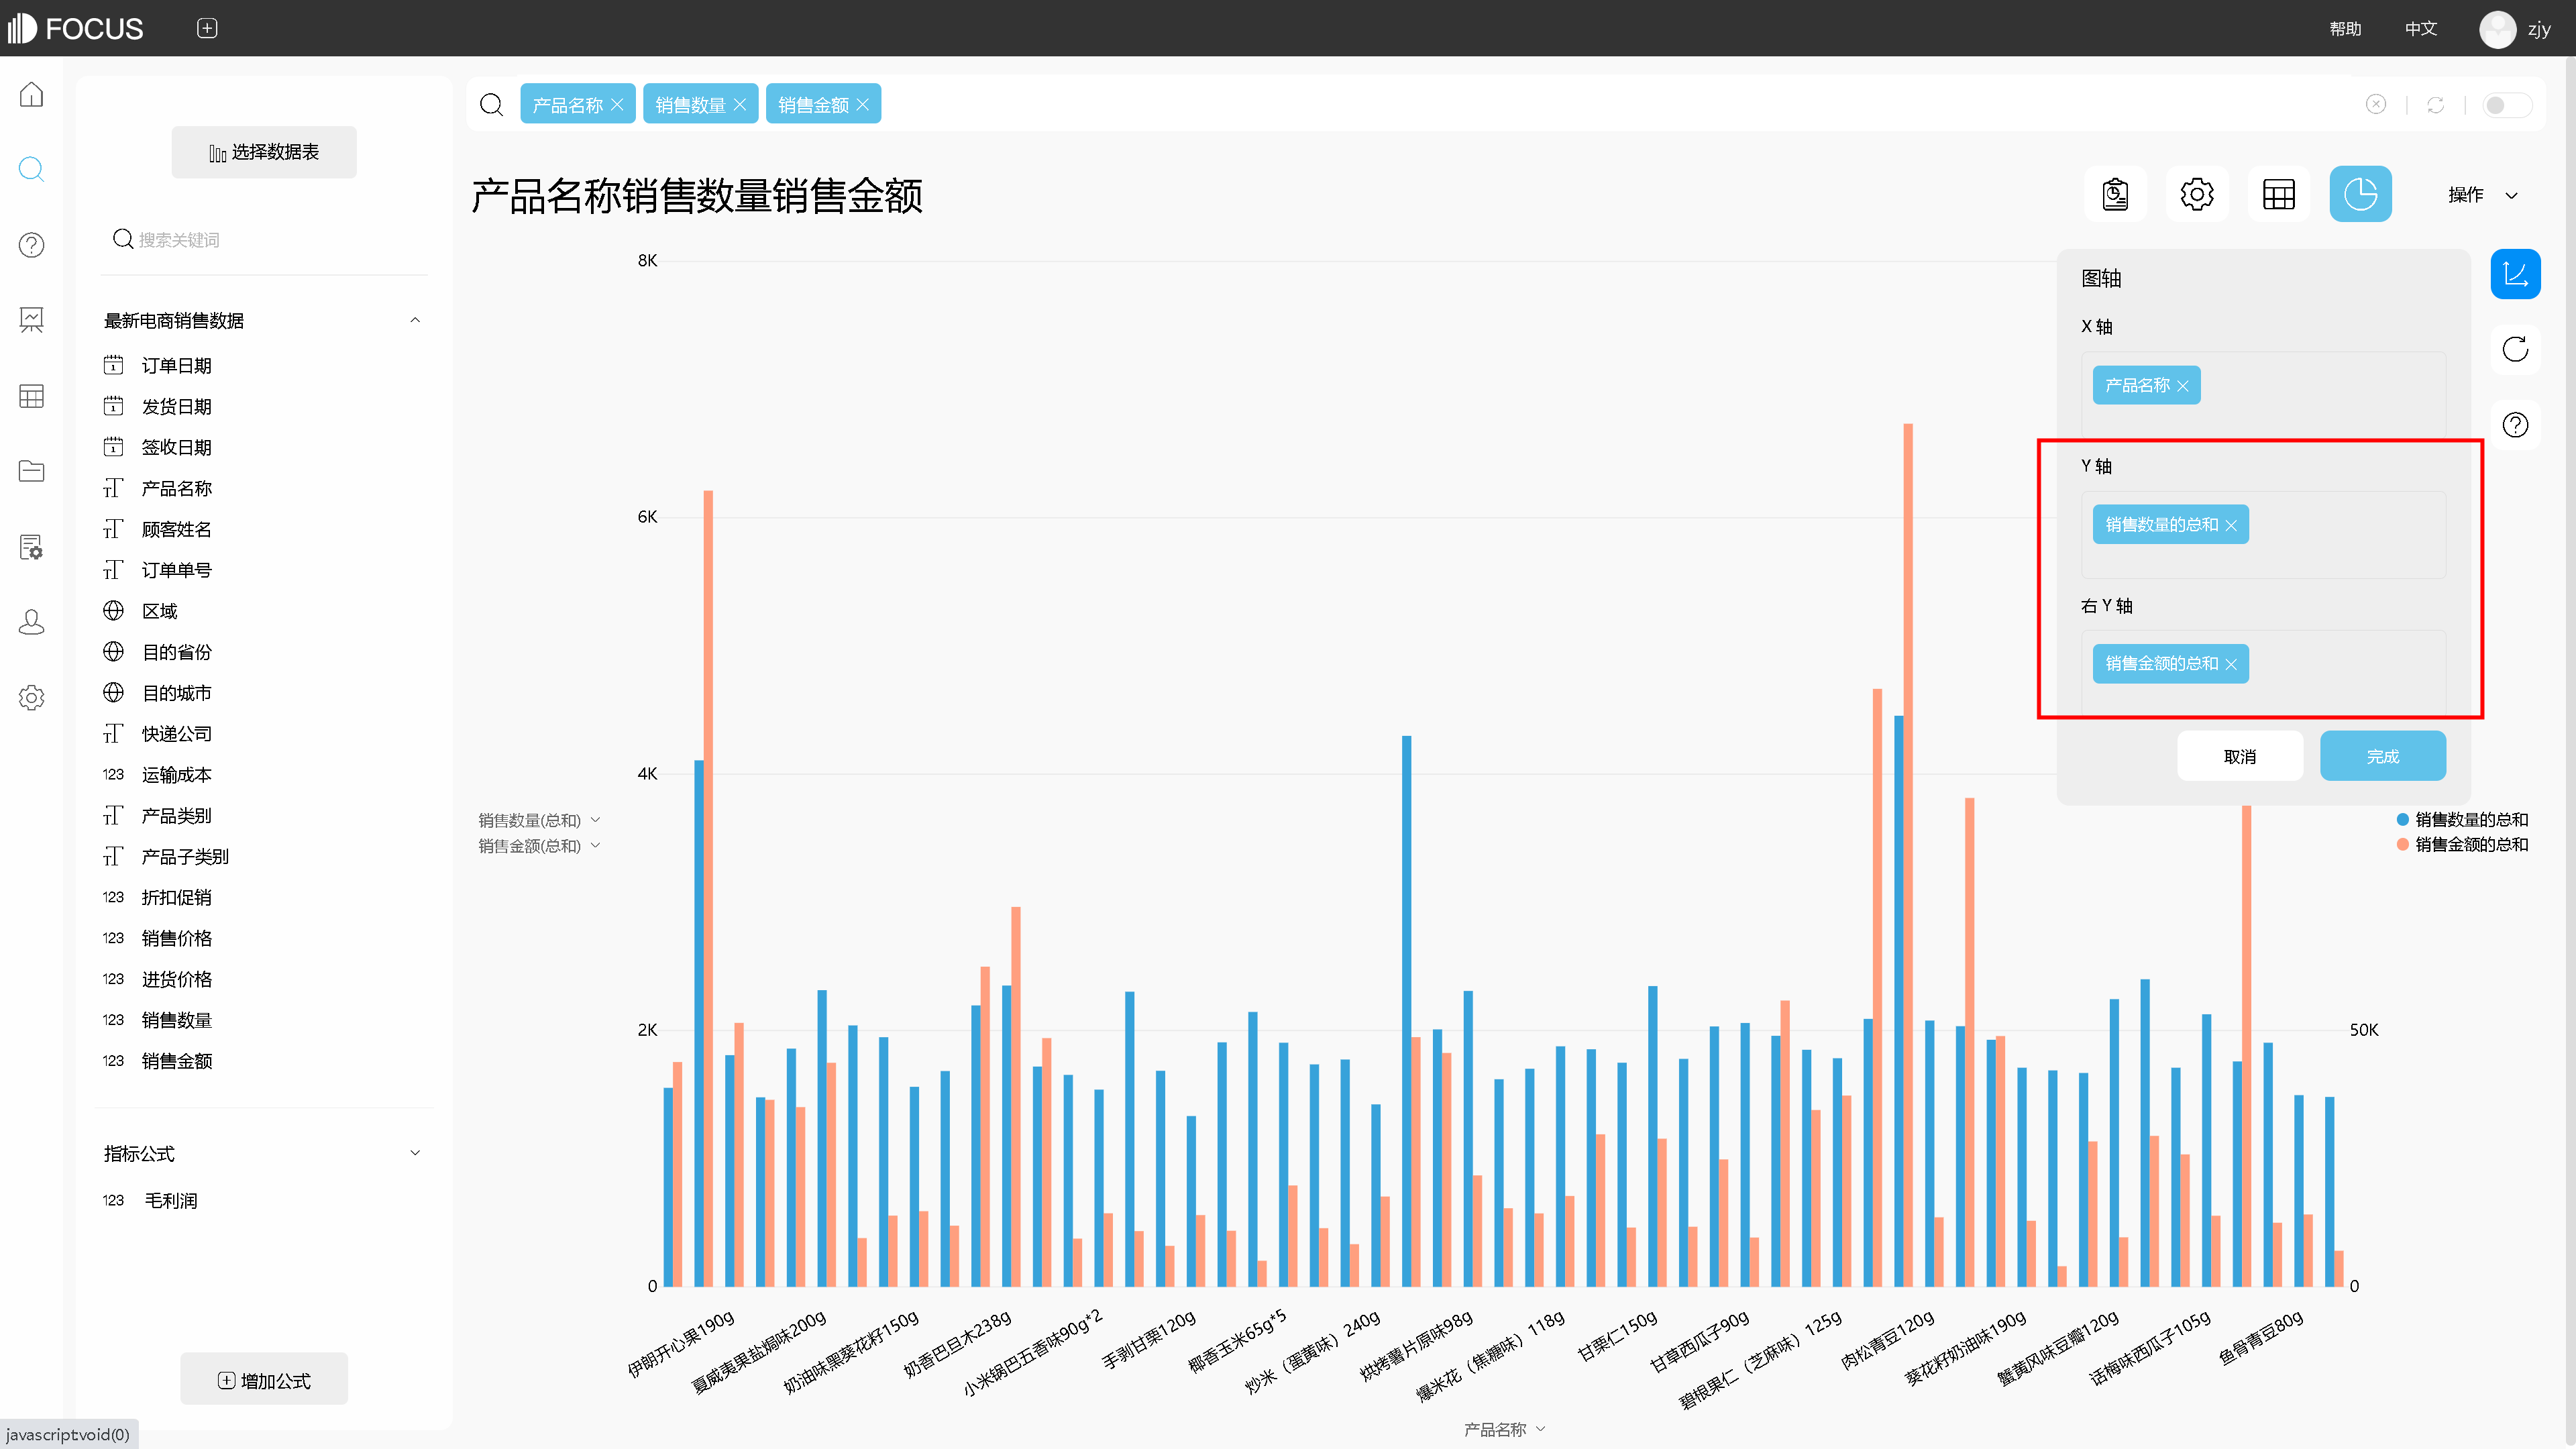 FOCUS
帮助
中文
zjy
选择数据表
搜索关键词
最新电商销售数据
订单日期
发货日期
签收日期
产品名称
顾客姓名
订单单号
区域
目的省份
目的城市
快递公司
123 运输成本
产品类别
产品子类别
123 折扣促销
123 销售价格
123 进货价格
123 销售数量
123 销售金额
指标公式
123 毛利润
增加公式
javascript:void(0)
产品名称 销售数量 销售金额
产品名称销售数量销售金额
操作
8K
6K
4K
2K
0
销售数量(总和)
销售金额(总和)
50K
0
伊朗开心果190g
夏威夷果盐焗味200g
奶油味黑葵花籽150g
奶香巴旦木238g
小米锅巴五香味90g*2
手剥甘栗120g
椰香玉米65g*5
炒米（蛋黄味）240g
烘烤薯片原味98g
爆米花（焦糖味）118g
甘栗仁150g
甘草西瓜子90g
碧根果仁（芝麻味）125g
肉松青豆120g
葵花籽奶油味190g
蟹黄风味豆瓣120g
话梅味西瓜子105g
鱼骨青豆80g
产品名称
图轴
X 轴
产品名称
Y 轴
销售数量的总和
右 Y 轴
销售金额的总和
取消
完成
销售数量的总和
销售金额的总和